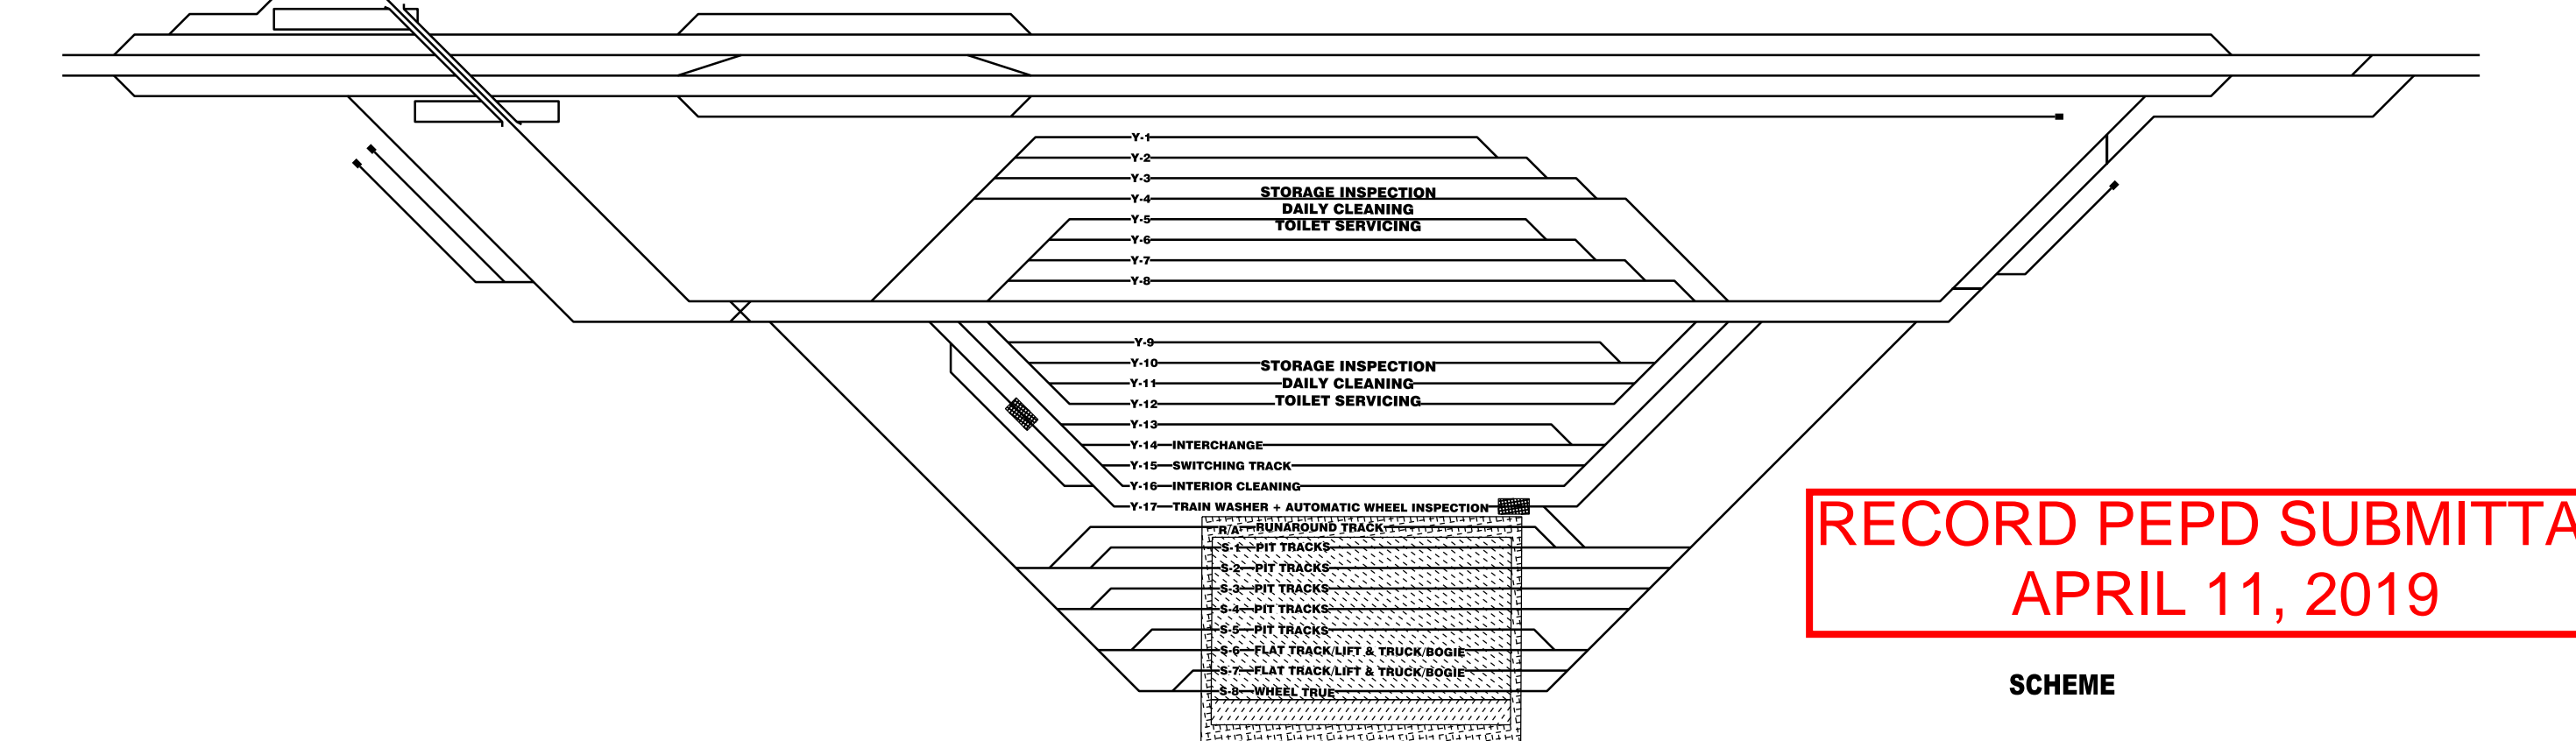 Y-1
Y-2
Y-3
Y-4
STORAGE INSPECTION
DAILY CLEANING
TOILET SERVICING
Y-5
Y-6
Y-7
Y-8
Y-9
Y-10
Y-11
Y-12
STORAGE INSPECTION
DAILY CLEANING
TOILET SERVICING
Y-13
Y-14 INTERCHANGE
Y-15 SWITCHING TRACK
Y-16 INTERIOR CLEANING
Y-17 TRAIN WASHER + AUTOMATIC WHEEL INSPECTION
R/A RUNAROUND TRACK
S-1 PIT TRACKS
S-2 PIT TRACKS
S-3 PIT TRACKS
S-4 PIT TRACKS
S-5 PIT TRACKS
S-6 FLAT TRACK/LIFT & TRUCK/BOGIE
S-7 FLAT TRACK/LIFT & TRUCK/BOGIE
S-8 WHEEL TRUE
RECORD PEPD SUBMITTA
APRIL 11, 2019
SCHEME